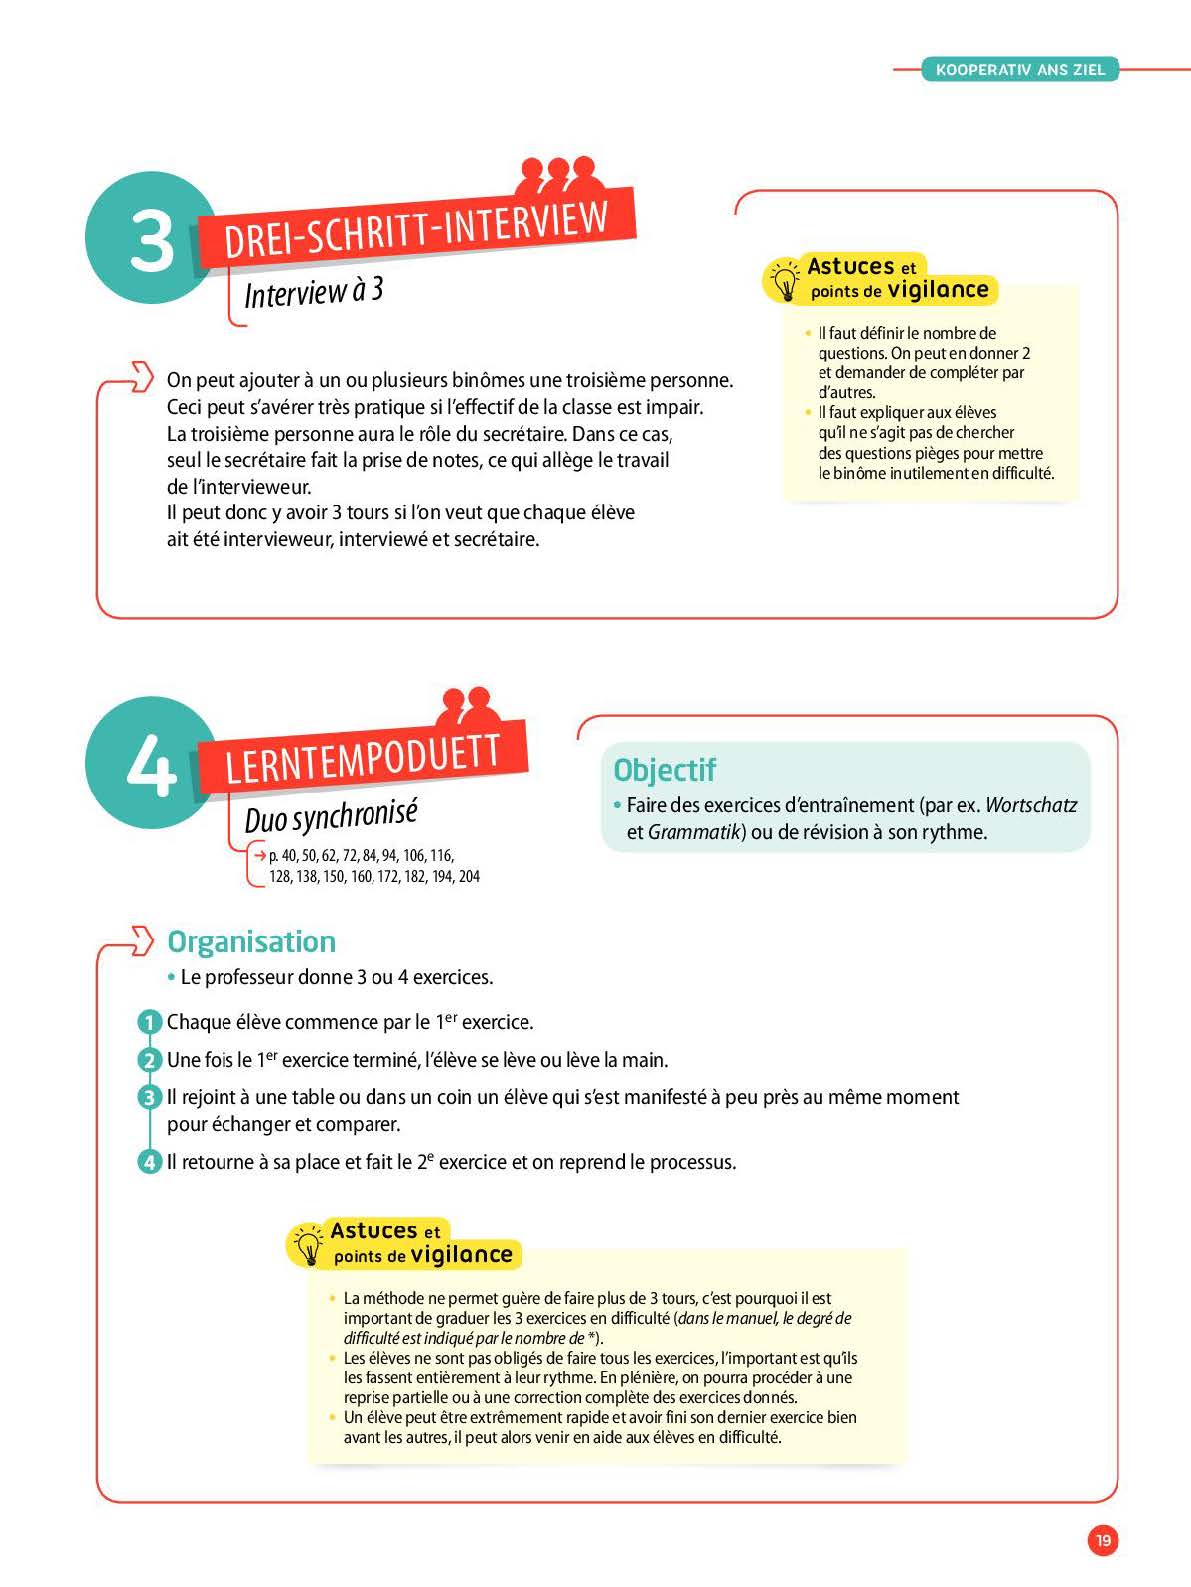 KOOPERATIV ANS ZIEL
3
DREI-SCHRITT-INTERVIEW
Interview à 3
On peut ajouter à un ou plusieurs binômes une troisième personne.
Ceci peut s'avérer très pratique si l'effectif de la classe est impair.
La troisième personne aura le rôle du secrétaire. Dans ce cas,
seul le secrétaire fait la prise de notes, ce qui allège le travail
de l'intervieweur.
Il peut donc y avoir 3 tours si l'on veut que chaque élève
ait été intervieweur, interviewé et secrétaire.
Astuces et
points de vigilance
• Il faut définir le nombre de
questions. On peut en donner 2
et demander de compléter par
d'autres.
• Il faut expliquer aux élèves
qu'il ne s'agit pas de chercher
des questions pièges pour mettre
le binôme inutilement en difficulté.
4
LERNTEMPODUETT
Duo synchronisé
→ p. 40, 50, 62, 72, 84, 94, 106, 116,
128, 138, 150, 160, 172, 182, 194, 204
Objectif
• Faire des exercices d'entraînement (par ex. Wortschatz
et Grammatik) ou de révision à son rythme.
Organisation
• Le professeur donne 3 ou 4 exercices.
1 Chaque élève commence par le 1er exercice.
2 Une fois le 1er exercice terminé, l'élève se lève ou lève la main.
3 Il rejoint à une table ou dans un coin un élève qui s'est manifesté à peu près au même moment
pour échanger et comparer.
4 Il retourne à sa place et fait le 2e exercice et on reprend le processus.
Astuces et
points de vigilance
• La méthode ne permet guère de faire plus de 3 tours, c'est pourquoi il est
important de graduer les 3 exercices en difficulté (dans le manuel, le degré de
difficulté est indiqué par le nombre de *).
• Les élèves ne sont pas obligés de faire tous les exercices, l'important est qu'ils
les fassent entièrement à leur rythme. En plénière, on pourra procéder à une
reprise partielle ou à une correction complète des exercices donnés.
• Un élève peut être extrêmement rapide et avoir fini son dernier exercice bien
avant les autres, il peut alors venir en aide aux élèves en difficulté.
19